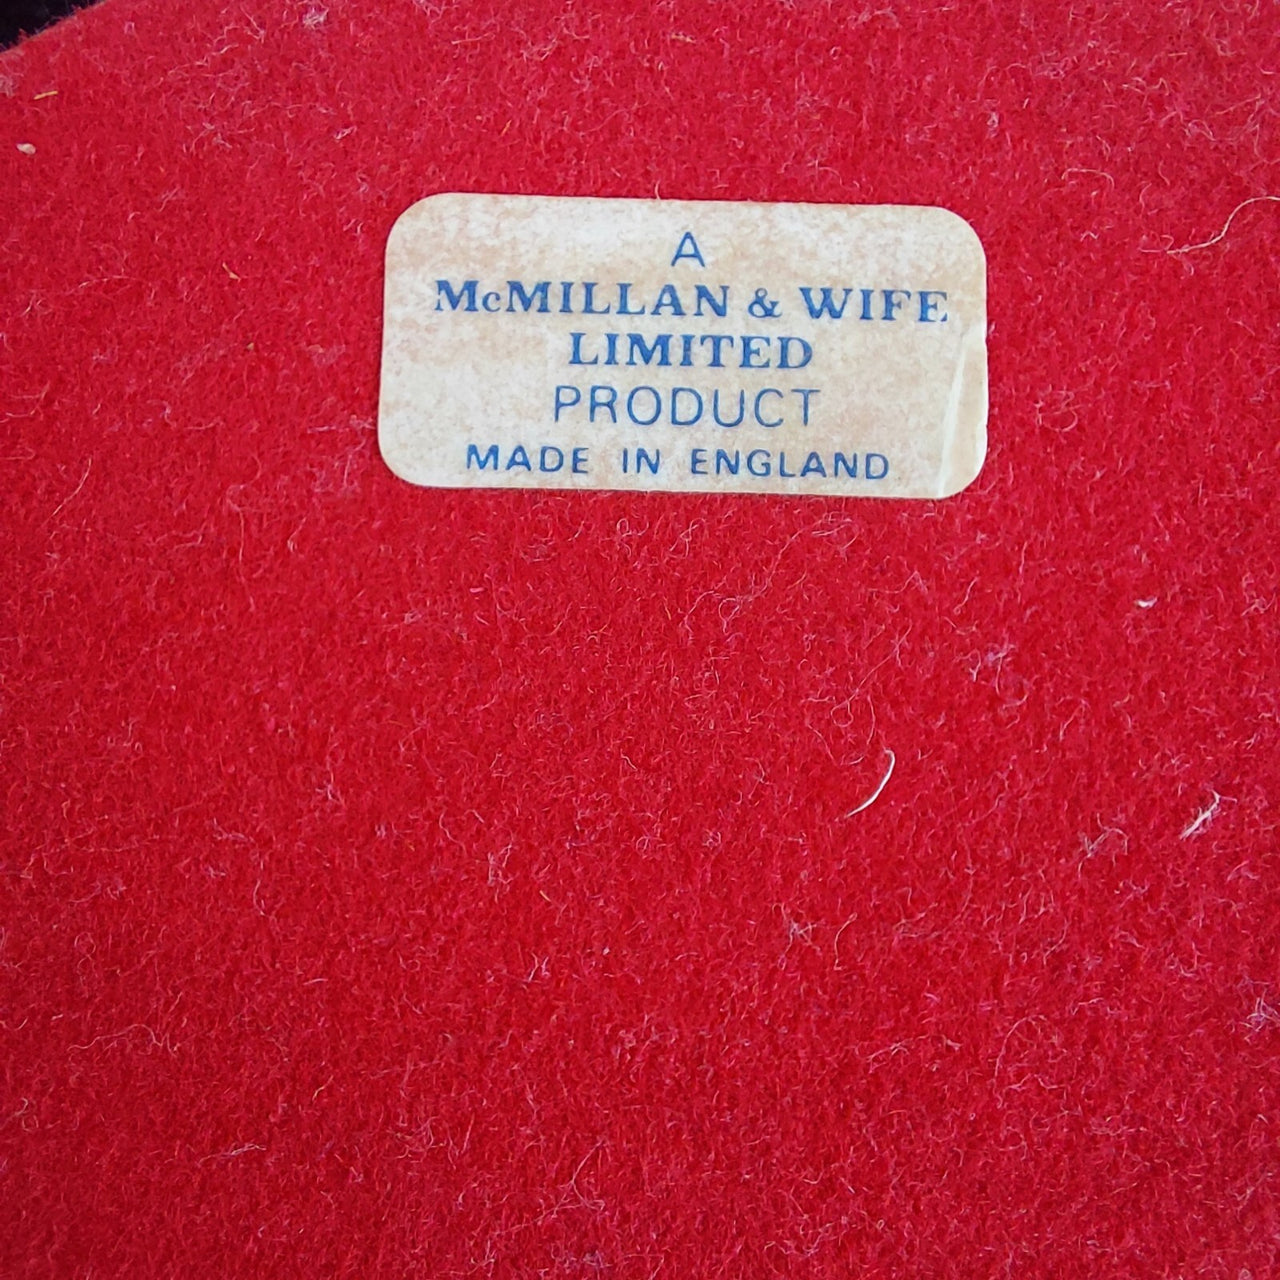 A
McMILLAN & WIFE
LIMITED
PRODUCT
MADE IN ENGLAND